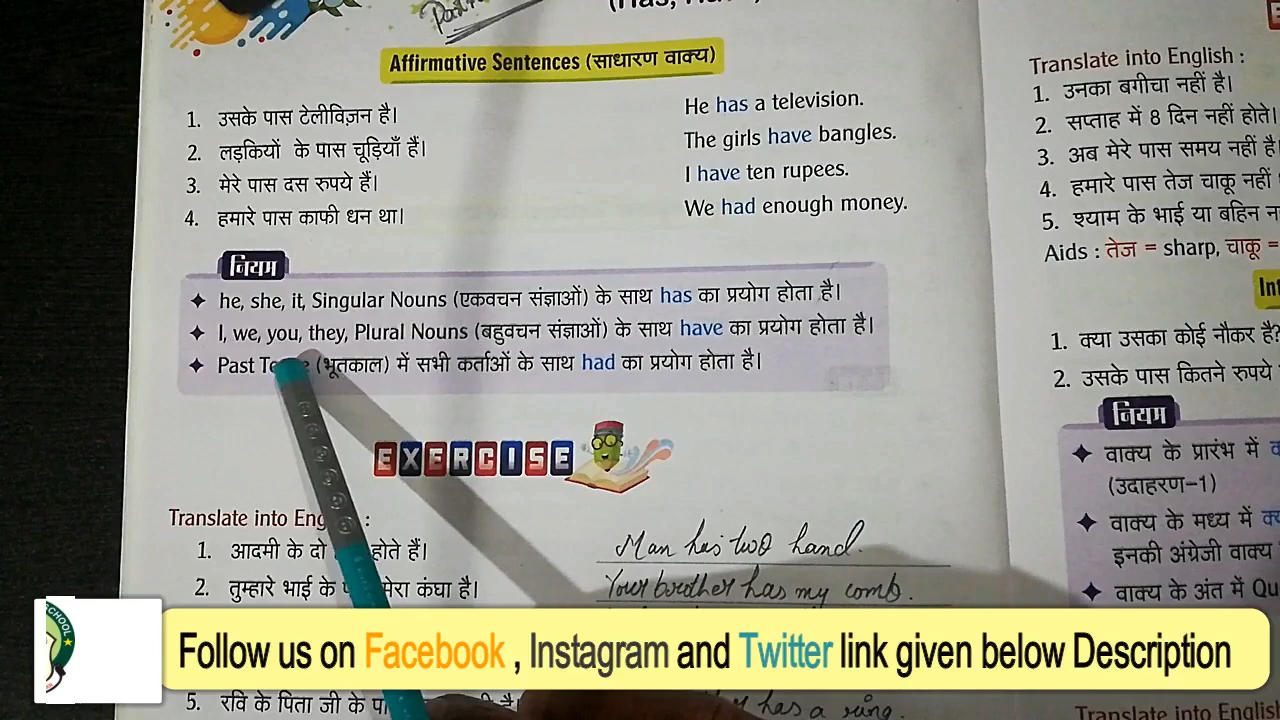 Affirmative Sentences (साधारण वाक्य)
1. उसके पास टेलीविज़न है।
He has a television.
2. लड़कियों के पास चूड़ियाँ हैं।
The girls have bangles.
3. मेरे पास दस रुपये हैं।
I have ten rupees.
4. हमारे पास काफी धन था।
We had enough money.
नियम
✦ he, she, it, Singular Nouns (एकवचन संज्ञाओं) के साथ has का प्रयोग होता है।
✦ I, we, you, they, Plural Nouns (बहुवचन संज्ञाओं) के साथ have का प्रयोग होता है।
✦ Past (भूतकाल) में सभी कर्ताओं के साथ had का प्रयोग होता है।
EXERCISE
Translate into :
1. आदमी के दो होते हैं।
Man has two hand.
2. तुम्हारे भाई के मेरा कंघा है।
Your brother has my comb.
5. रवि के पिता जी के
has a ring.
Translate into English :
1. उनका बगीचा नहीं है।
2. सप्ताह में 8 दिन नहीं होते।
3. अब मेरे पास समय नहीं है
4. हमारे पास तेज चाकू नहीं
5. श्याम के भाई या बहिन
Aids : तेज = sharp, चाकू =
1. क्या उसका कोई नौकर है?
2. उसके पास कितने रुपये
नियम
✦ वाक्य के प्रारंभ में
(उदाहरण-1)
✦ वाक्य के मध्य में
इनकी अंग्रेजी वाक्य
✦ वाक्य के अंत में
Translate into English
SCHOOL
Follow us on Facebook , Instagram and Twitter link given below Description